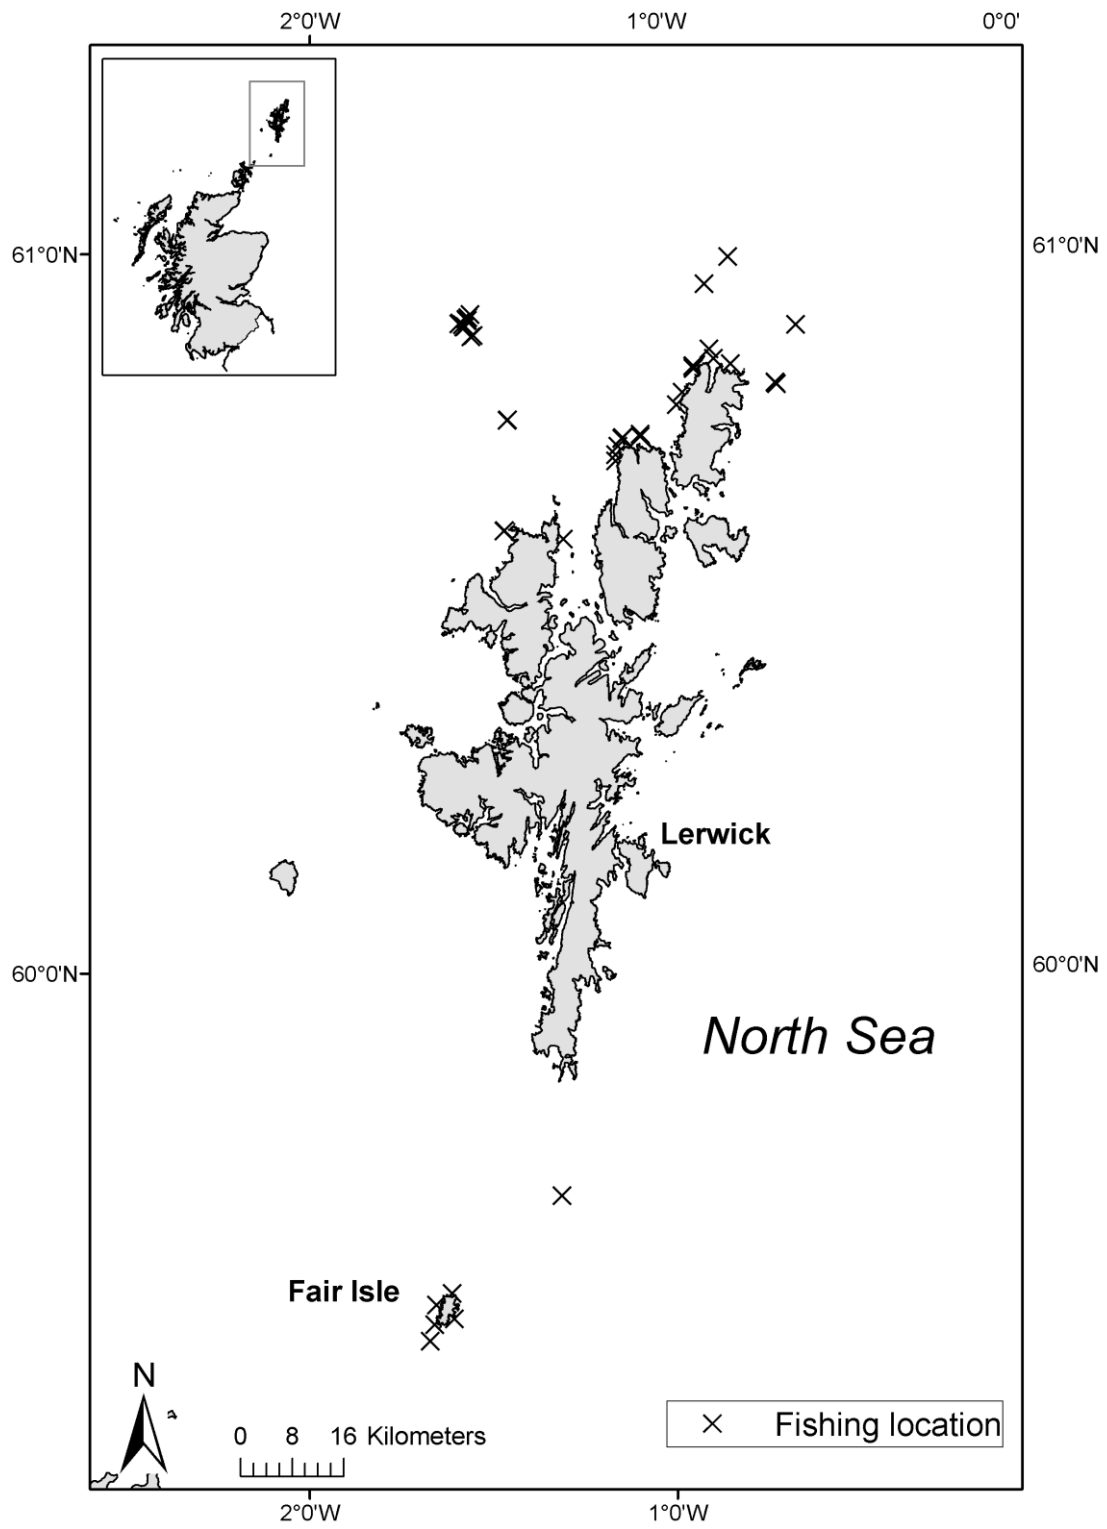 2°0'W
1°0'W
0°0'
61°0'N
61°0'N
Lerwick
60°0'N
60°0'N
North Sea
Fair Isle
N
0 8 16 Kilometers
Fishing location
2°0'W
1°0'W